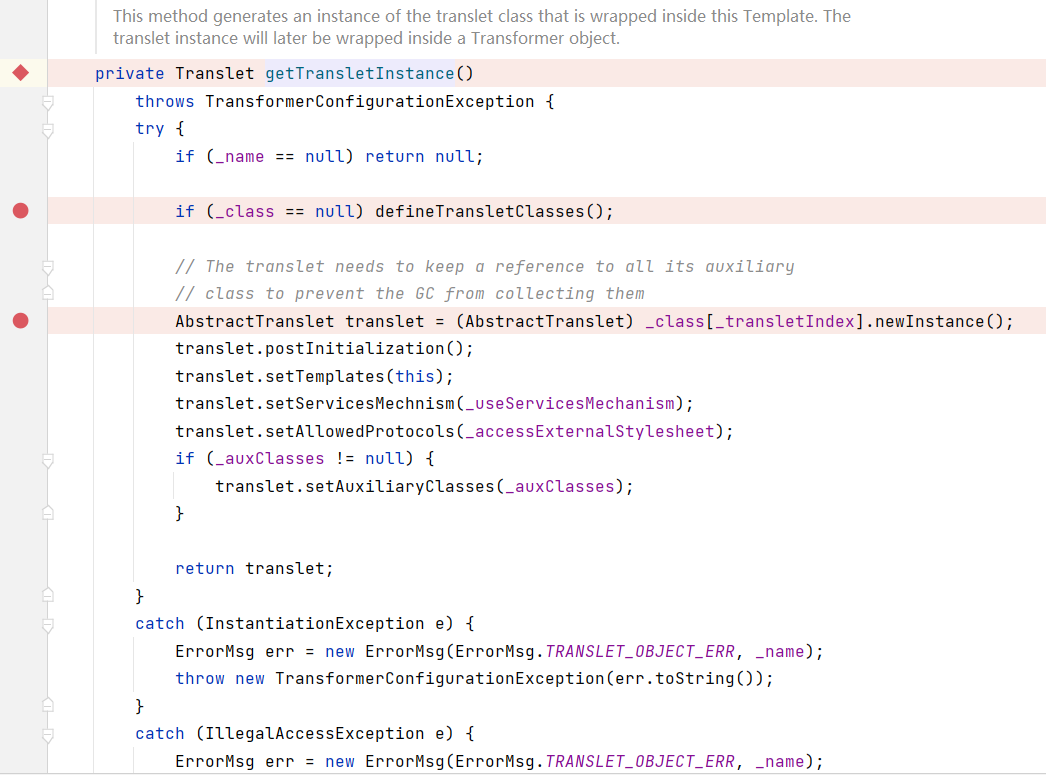 This method generates an instance of the translet class that is wrapped inside this Template. The
translet instance will later be wrapped inside a Transformer object.
private Translet getTransletInstance()
throws TransformerConfigurationException {
try {
if (_name == null) return null;
if (_class == null) defineTransletClasses();
// The translet needs to keep a reference to all its auxiliary
// class to prevent the GC from collecting them
AbstractTranslet translet = (AbstractTranslet) _class[_transletIndex].newInstance();
translet.postInitialization();
translet.setTemplates(this);
translet.setServicesMechnism(_useServicesMechanism);
translet.setAllowedProtocols(_accessExternalStylesheet);
if (_auxClasses != null) {
translet.setAuxiliaryClasses(_auxClasses);
}
return translet;
}
catch (InstantiationException e) {
ErrorMsg err = new ErrorMsg(ErrorMsg.TRANSLET_OBJECT_ERR, _name);
throw new TransformerConfigurationException(err.toString());
}
catch (IllegalAccessException e) {
ErrorMsg err = new ErrorMsg(ErrorMsg.TRANSLET_OBJECT_ERR, _name);